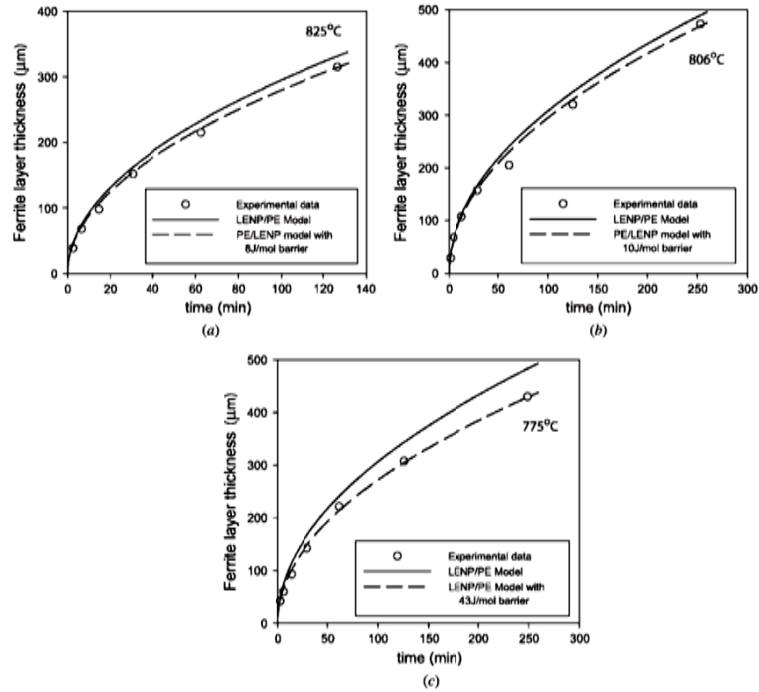 400
300
200
100
0
Ferrite layer thickness (μm)
825°C
Experimental data
LENP/PE Model
PE/LENP model with
8J/mol barrier
0 20 40 60 80 100 120 140
time (min)
(a)
500
400
300
200
100
0
Ferrite layer thickness (μm)
806°C
Experimental data
LENP/PE Model
PE/LENP model with
10J/mol barrier
0 50 100 150 200 250 300
time (min)
(b)
500
400
300
200
100
0
Ferrite layer thickness (μm)
775°C
Experimental data
LENP/PE Model
LENP/PE Model with
43J/mol barrier
0 50 100 150 200 250 300
time (min)
(c)